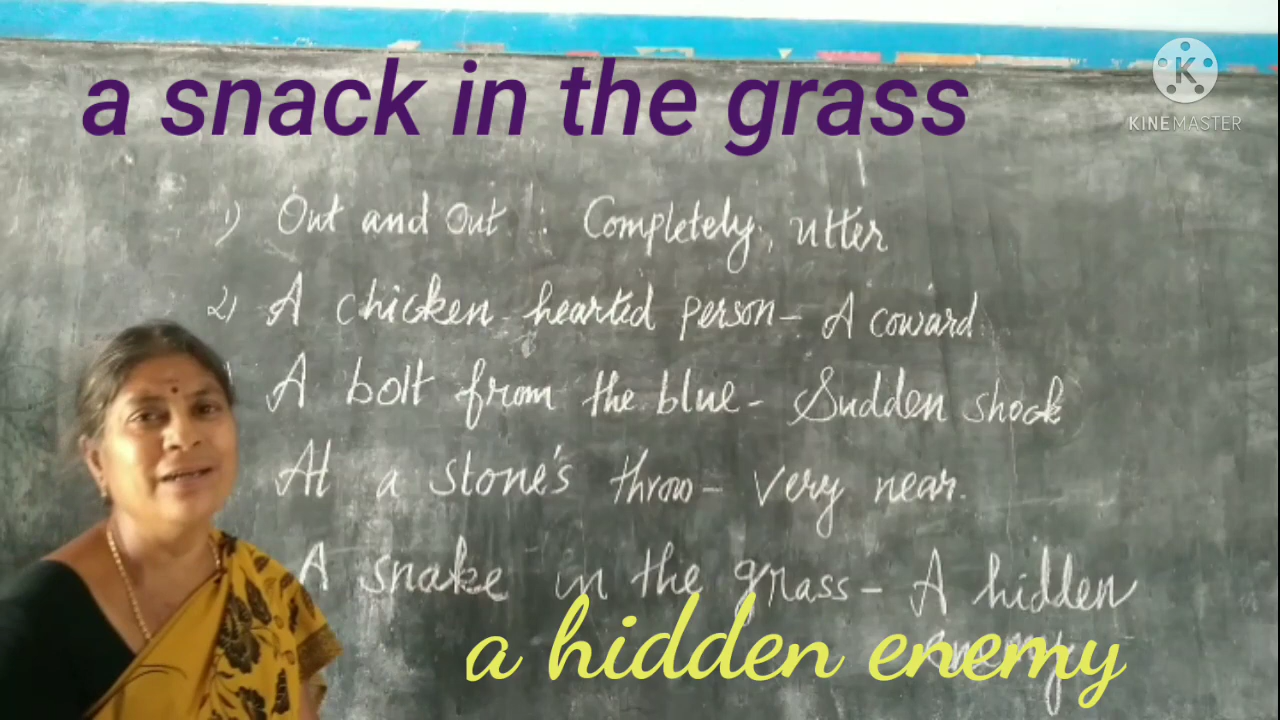 a snack in the grass
K
KINEMASTER
1) Out and Out : Completely, utter
2) A chicken-hearted person - A coward.
A bolt from the blue - Sudden shock
At a stone's throw - very near.
A snake in the grass - A hidden
enemy
a hidden enemy